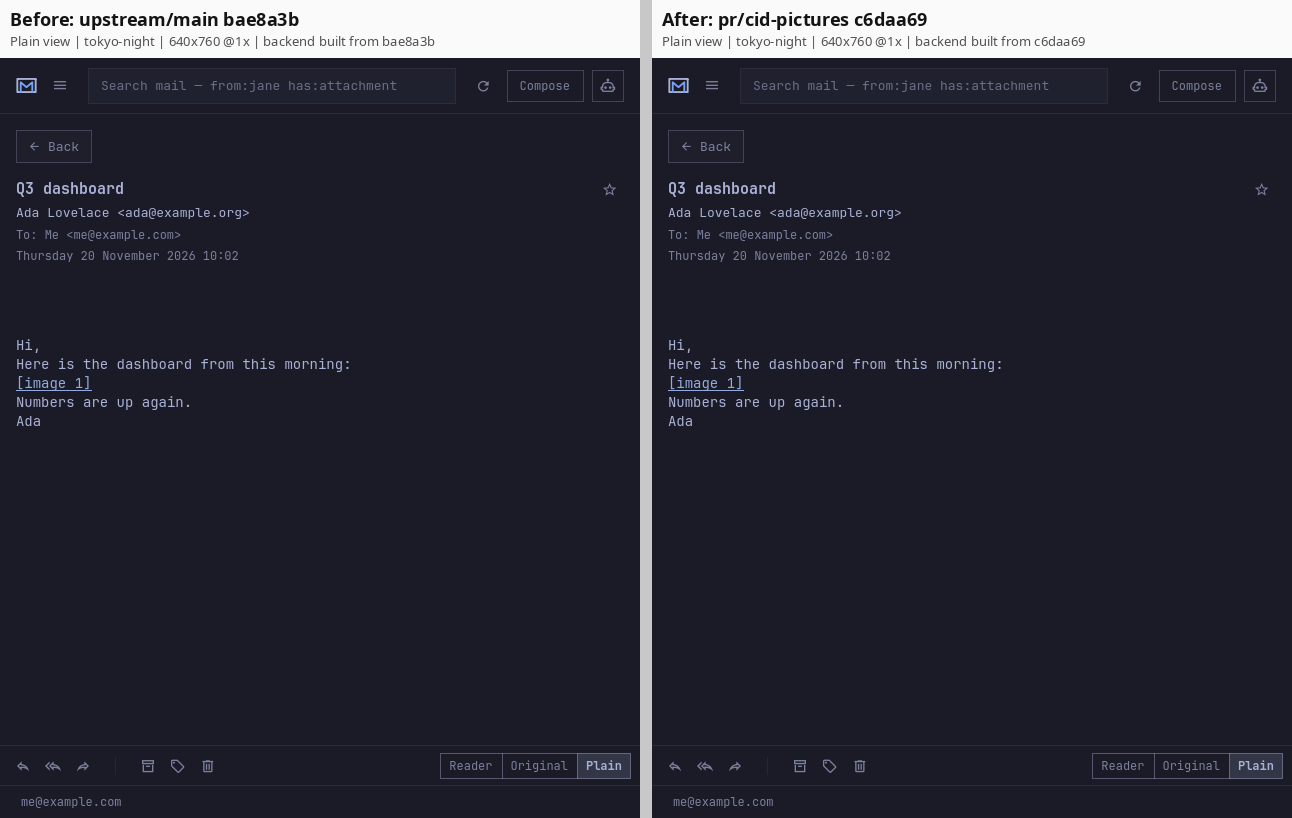 Before: upstream/main bae8a3b
Plain view | tokyo-night | 640x760 @1x | backend built from bae8a3b
Search mail — from:jane has:attachment
Compose
← Back
Q3 dashboard
Ada Lovelace <ada@example.org>
To: Me <me@example.com>
Thursday 20 November 2026 10:02
Hi,
Here is the dashboard from this morning:
[image 1]
Numbers are up again.
Ada
Reader Original Plain
me@example.com
After: pr/cid-pictures c6daa69
Plain view | tokyo-night | 640x760 @1x | backend built from c6daa69
Search mail — from:jane has:attachment
Compose
← Back
Q3 dashboard
Ada Lovelace <ada@example.org>
To: Me <me@example.com>
Thursday 20 November 2026 10:02
Hi,
Here is the dashboard from this morning:
[image 1]
Numbers are up again.
Ada
Reader Original Plain
me@example.com